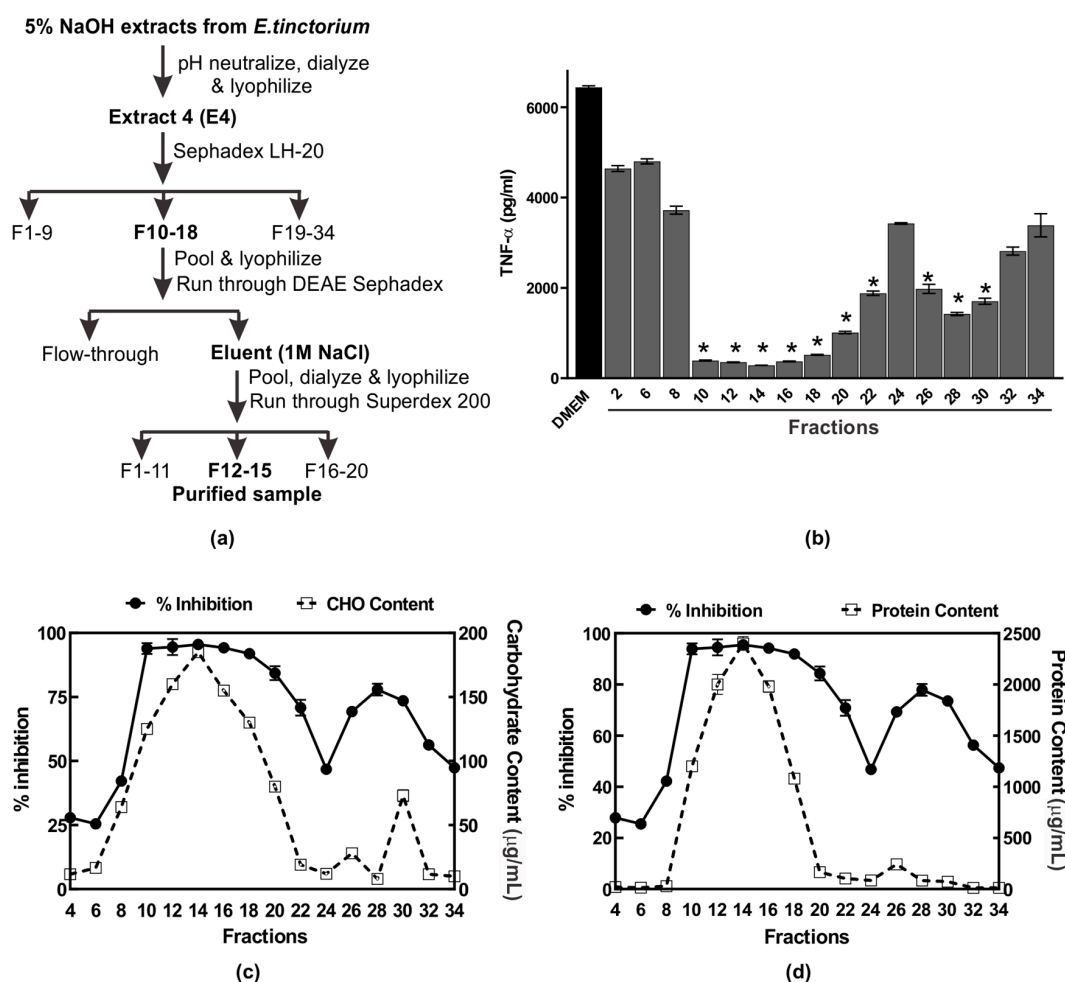 5% NaOH extracts from E.tinctorium
pH neutralize, dialyze
& lyophilize
Extract 4 (E4)
Sephadex LH-20
F1-9 F10-18 F19-34
Pool & lyophilize
Run through DEAE Sephadex
Flow-through Eluent (1M NaCl)
Pool, dialyze & lyophilize
Run through Superdex 200
F1-11 F12-15 F16-20
Purified sample
(a)
TNF-α (pg/ml)
6000
4000
2000
0
* * * * * * * * * *
DMEM 2 6 8 10 12 14 16 18 20 22 24 26 28 30 32 34
Fractions
(b)
% Inhibition CHO Content
% inhibition
100
75
50
25
0
Carbohydrate Content (μg/mL)
200
150
100
50
0
4 6 8 10 12 14 16 18 20 22 24 26 28 30 32 34
Fractions
(c)
% Inhibition Protein Content
% inhibition
100
80
60
40
20
0
Protein Content (μg/mL)
2500
2000
1500
1000
500
0
4 6 8 10 12 14 16 18 20 22 24 26 28 30 32 34
Fractions
(d)